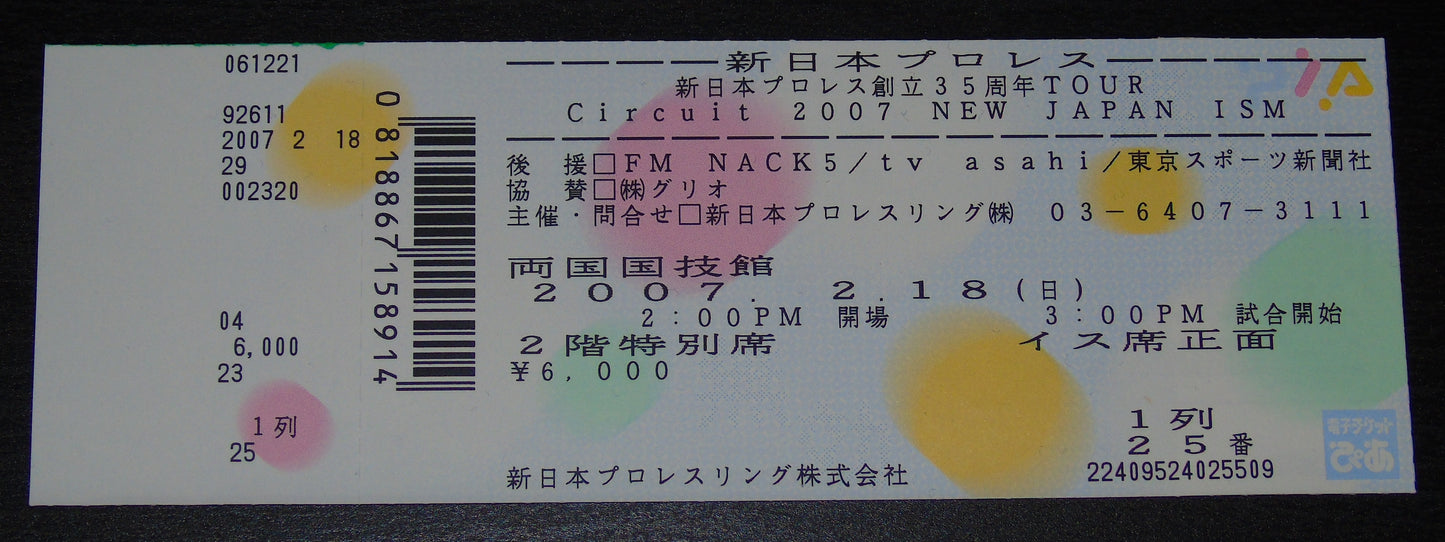 061221
92611
2007 2 18
29
002320
04
6,000
23
1列
25
0818867158914
新日本プロレス
新日本プロレス創立35周年TOUR
Circuit 2007 NEW JAPAN ISM
後 援□FM NACK5/tv asahi/東京スポーツ新聞社
協 賛□㈱グリオ
主催・問合せ□新日本プロレスリング㈱ 03-6407-3111
両国国技館
2007. 2.18(日)
2:00PM 開場 3:00PM 試合開始
2階特別席 イス席正面
¥6,000
1列
25番
22409524025509
新日本プロレスリング株式会社
PiA
電子チケット
ぴあ